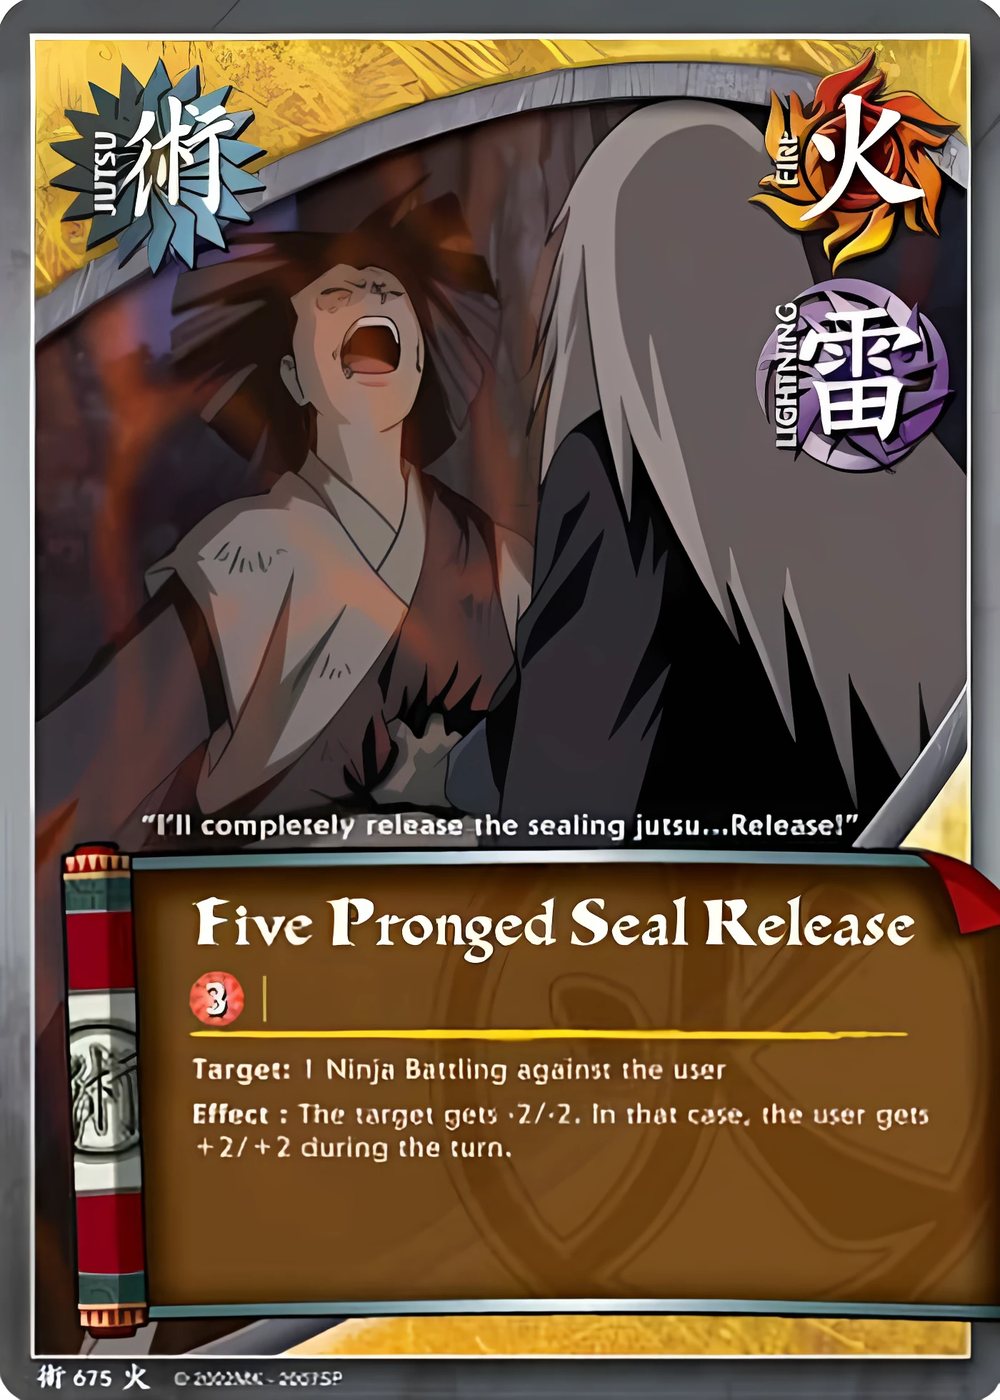 JUTSU
術
FIRE
火
LIGHTNING
雷
"I'll completely release the sealing jutsu...Release!"
Five Pronged Seal Release
3
Target: 1 Ninja Battling against the user
Effect : The target gets -2/-2. In that case, the user gets
+2/+2 during the turn.
術
術 675 火